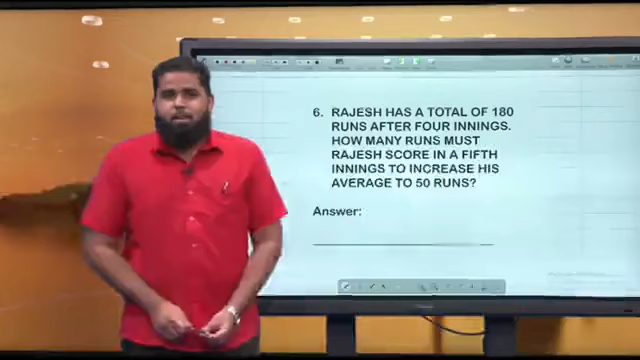 6. RAJESH HAS A TOTAL OF 180
RUNS AFTER FOUR INNINGS.
HOW MANY RUNS MUST
RAJESH SCORE IN A FIFTH
INNINGS TO INCREASE HIS
AVERAGE TO 50 RUNS?
Answer: